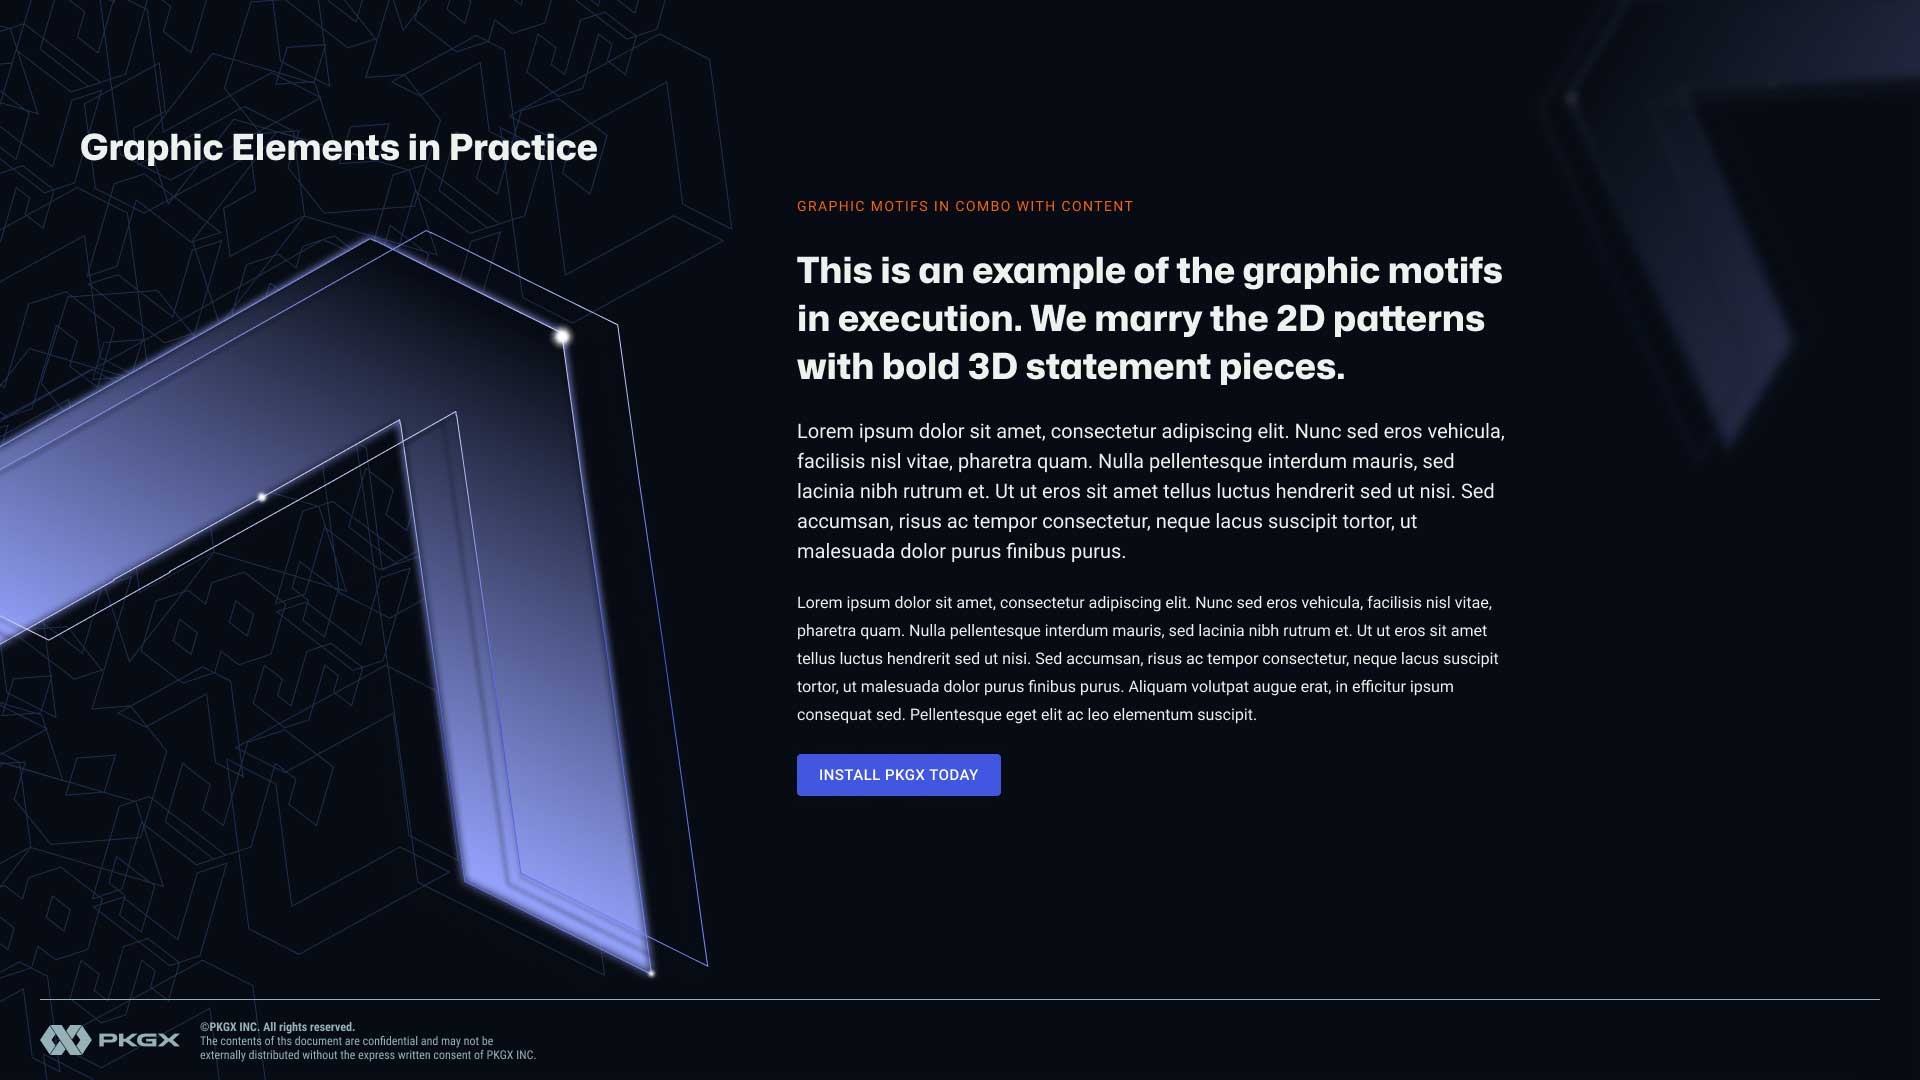 Graphic Elements in Practice
GRAPHIC MOTIFS IN COMBO WITH CONTENT
This is an example of the graphic motifs
in execution. We marry the 2D patterns
with bold 3D statement pieces.
Lorem ipsum dolor sit amet, consectetur adipiscing elit. Nunc sed eros vehicula,
facilisis nisl vitae, pharetra quam. Nulla pellentesque interdum mauris, sed
lacinia nibh rutrum et. Ut ut eros sit amet tellus luctus hendrerit sed ut nisi. Sed
accumsan, risus ac tempor consectetur, neque lacus suscipit tortor, ut
malesuada dolor purus finibus purus.
Lorem ipsum dolor sit amet, consectetur adipiscing elit. Nunc sed eros vehicula, facilisis nisl vitae,
pharetra quam. Nulla pellentesque interdum mauris, sed lacinia nibh rutrum et. Ut ut eros sit amet
tellus luctus hendrerit sed ut nisi. Sed accumsan, risus ac tempor consectetur, neque lacus suscipit
tortor, ut malesuada dolor purus finibus purus. Aliquam volutpat augue erat, in efficitur ipsum
consequat sed. Pellentesque eget elit ac leo elementum suscipit.
INSTALL PKGX TODAY
PKGX
©PKGX INC. All rights reserved.
The contents of ths document are confidential and may not be
externally distributed without the express written consent of PKGX INC.